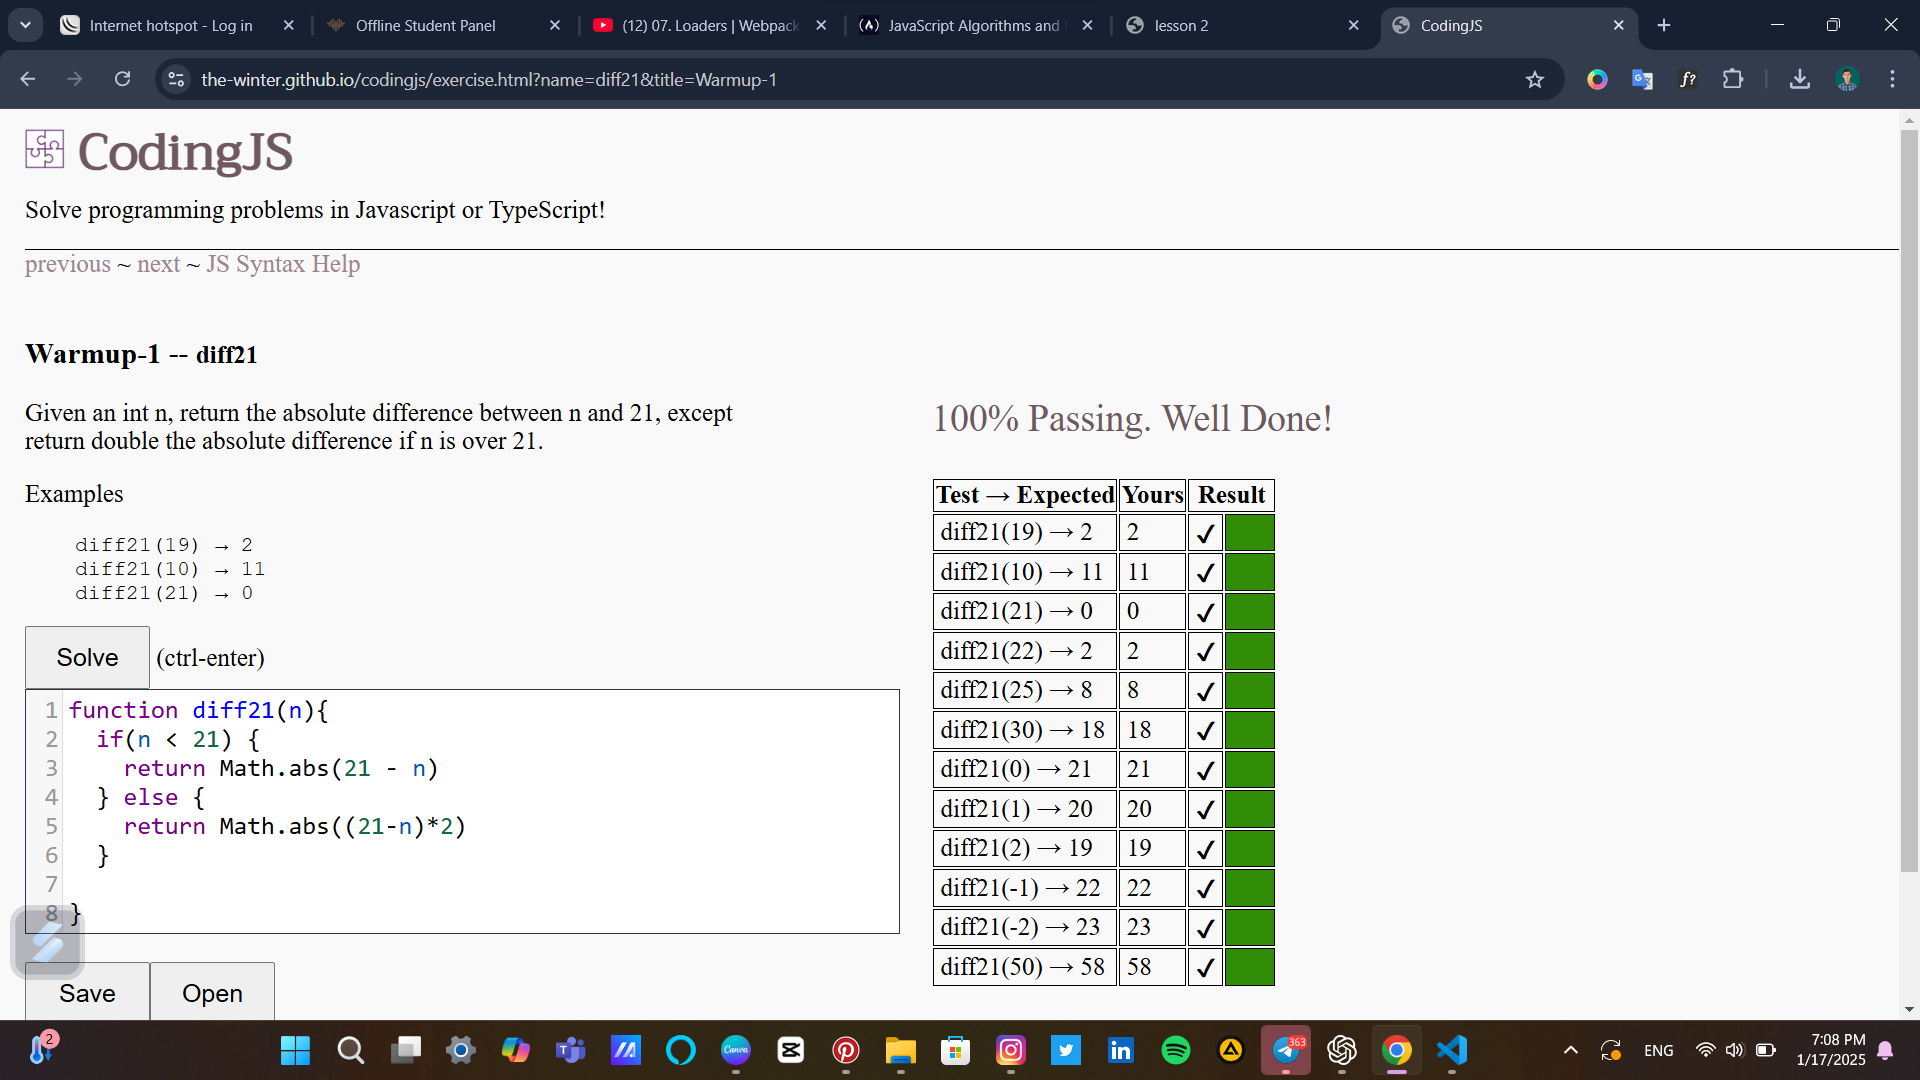 Internet hotspot - Log in
Offline Student Panel
(12) 07. Loaders | Webpack
JavaScript Algorithms and
lesson 2
CodingJS
the-winter.github.io/codingjs/exercise.html?name=diff21&title=Warmup-1
CodingJS
Solve programming problems in Javascript or TypeScript!
previous ~ next ~ JS Syntax Help
Warmup-1 -- diff21
Given an int n, return the absolute difference between n and 21, except
return double the absolute difference if n is over 21.
Examples
diff21(19) → 2
diff21(10) → 11
diff21(21) → 0
Solve (ctrl-enter)
1 function diff21(n){
2 if(n < 21) {
3 return Math.abs(21 - n)
4 } else {
5 return Math.abs((21-n)*2)
6 }
7
8 }
Save Open
100% Passing. Well Done!
Test → Expected Yours Result
diff21(19) → 2 2 ✓
diff21(10) → 11 11 ✓
diff21(21) → 0 0 ✓
diff21(22) → 2 2 ✓
diff21(25) → 8 8 ✓
diff21(30) → 18 18 ✓
diff21(0) → 21 21 ✓
diff21(1) → 20 20 ✓
diff21(2) → 19 19 ✓
diff21(-1) → 22 22 ✓
diff21(-2) → 23 23 ✓
diff21(50) → 58 58 ✓
2
Canva
363
ENG
7:08 PM
1/17/2025